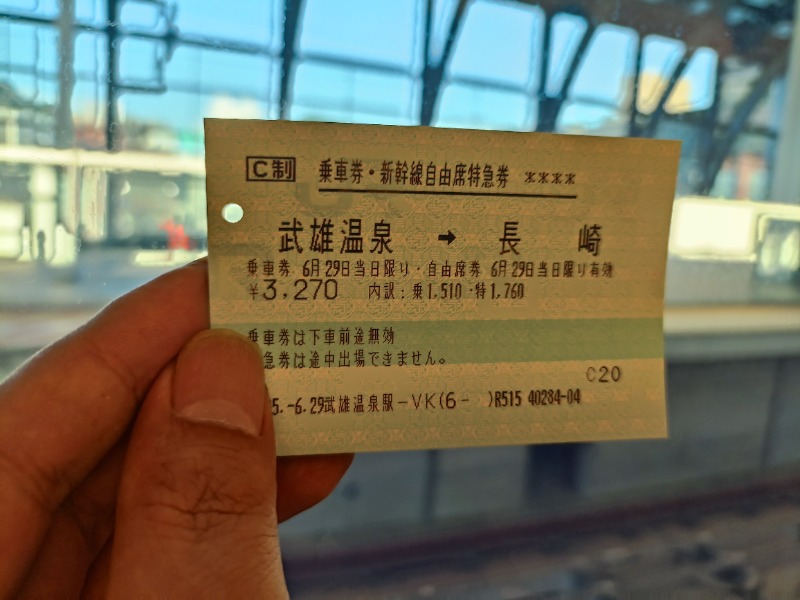 C制 乗車券・新幹線自由席特急券 ****
武雄温泉 → 長崎
乗車券 6月29日当日限り・自由席券 6月29日当日限り有効
￥3,270 内訳：乗1,510・特1,760
乗車券は下車前途無効
急券は途中出場できません。
C20
5.-6.29武雄温泉駅-VK(6- )R515 40284-04